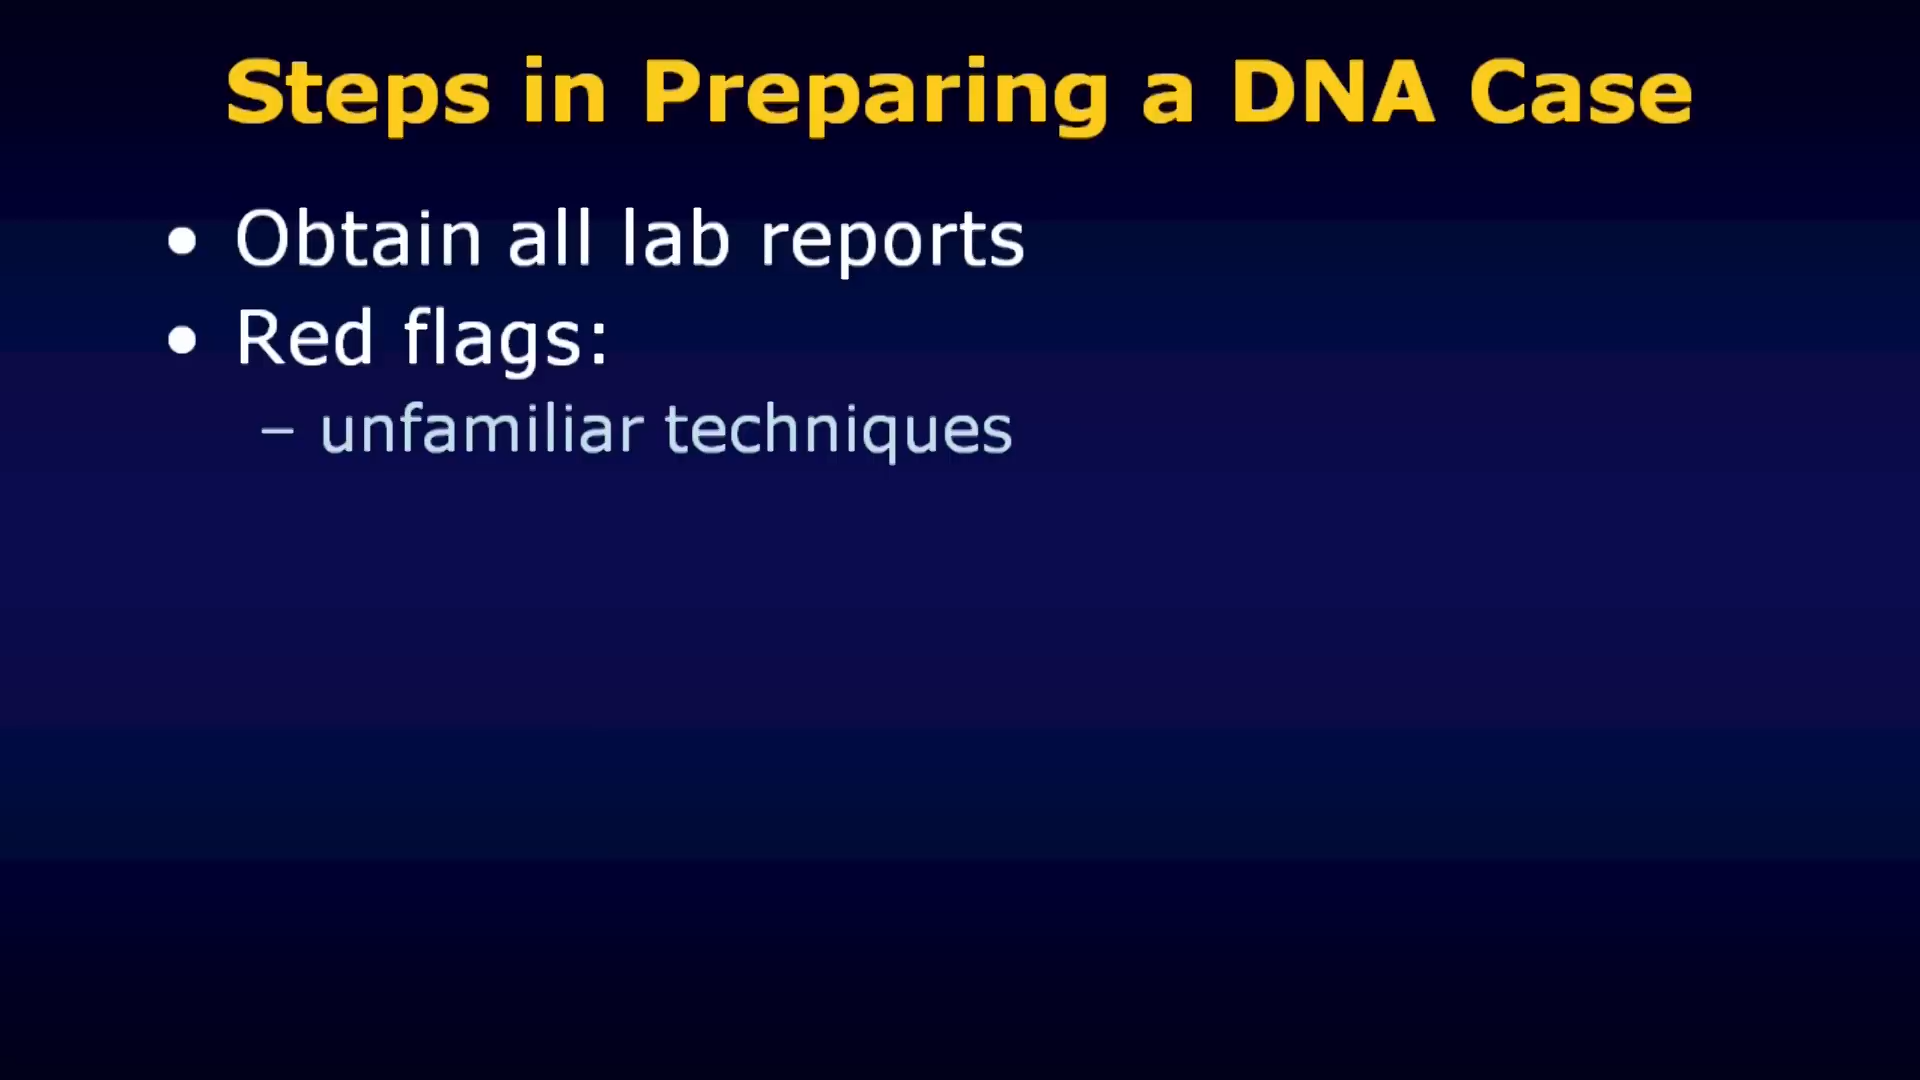 Steps in Preparing a DNA Case
• Obtain all lab reports
• Red flags:
– unfamiliar techniques